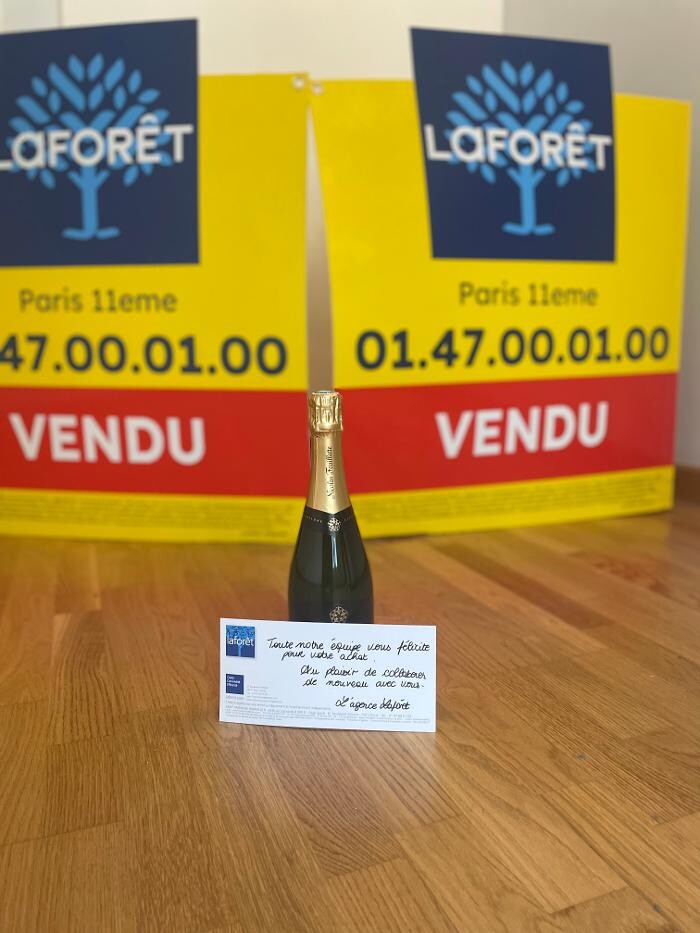 LAFORÊT
Paris 11eme
47.00.01.00
VENDU
LAFORÊT
Paris 11eme
01.47.00.01.00
VENDU
Nicolas Feuillatte
laforêt
Toute notre équipe vous félicite
pour votre achat.
Au plaisir de collaborer
de nouveau avec vous.
L'agence Laforêt